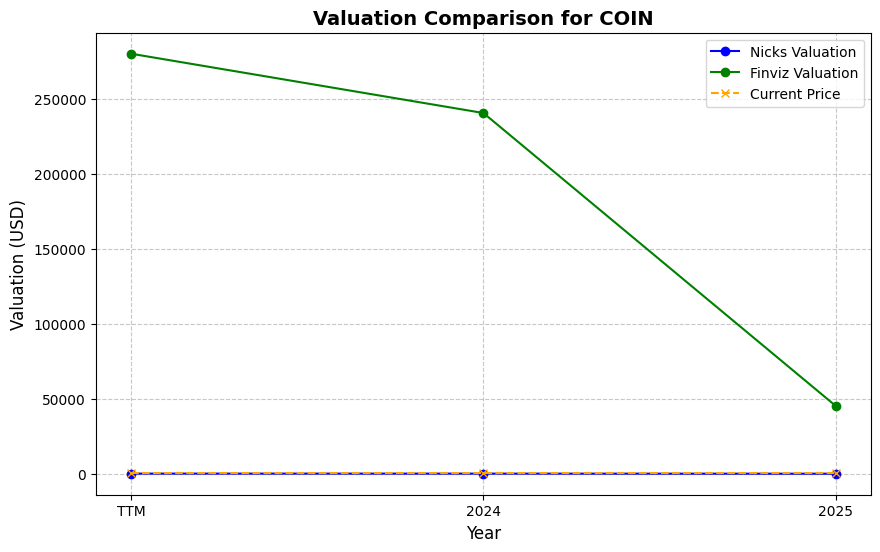 Valuation Comparison for COIN
Nicks Valuation
Finviz Valuation
Current Price
Valuation (USD)
250000
200000
150000
100000
50000
0
TTM
2024
2025
Year